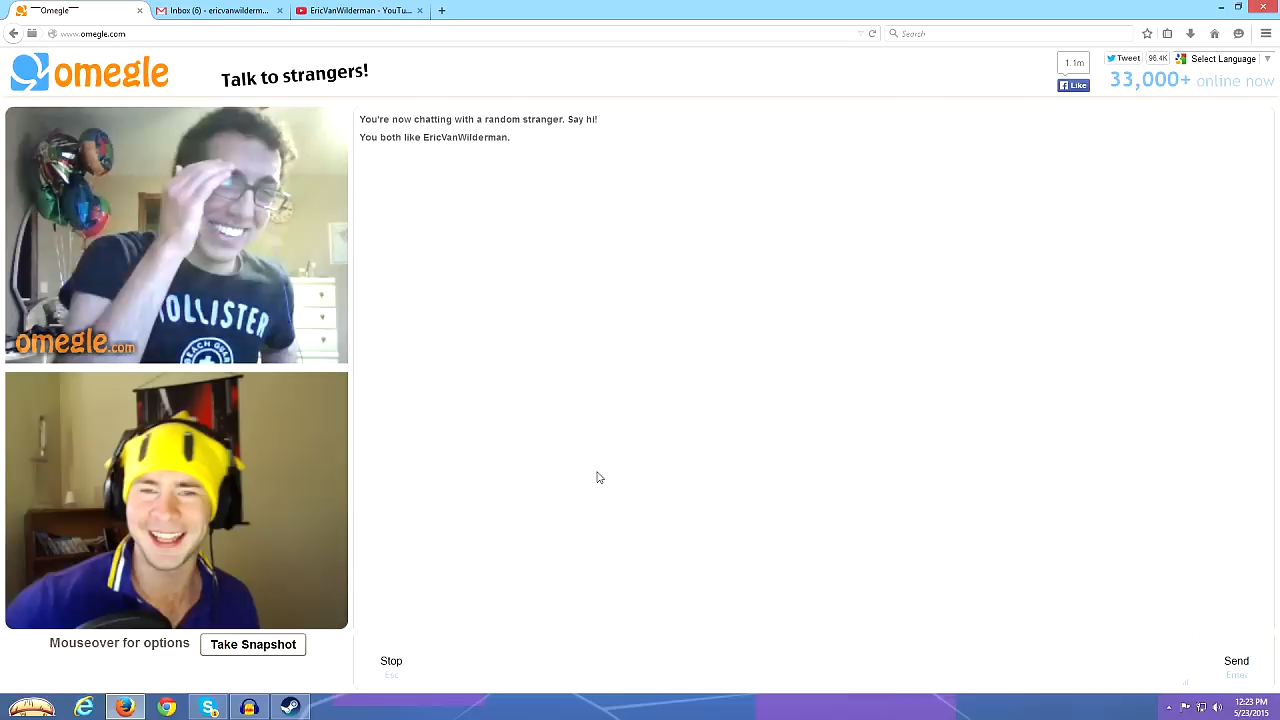 Omegle
Inbox (6) - ericvanwilderm...
EricVanWilderman - YouTu...
www.omegle.com
Search
omegle
Talk to strangers!
1.1m
Like
Tweet
96.4K
Select Language
33,000+ online now
You're now chatting with a random stranger. Say hi!
You both like EricVanWilderman.
HOLLISTER
BEACH GUARD
omegle.com
Mouseover for options
Take Snapshot
Stop
Esc
Send
Enter
12:23 PM
5/23/2015